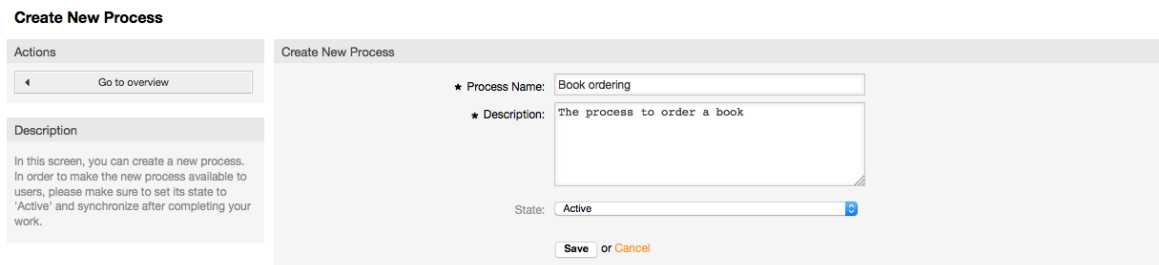 Create New Process
Actions
Go to overview
Description
In this screen, you can create a new process.
In order to make the new process available to
users, please make sure to set its state to
'Active' and synchronize after completing your
work.
Create New Process
* Process Name: Book ordering
* Description: The process to order a book
State: Active
Save or Cancel